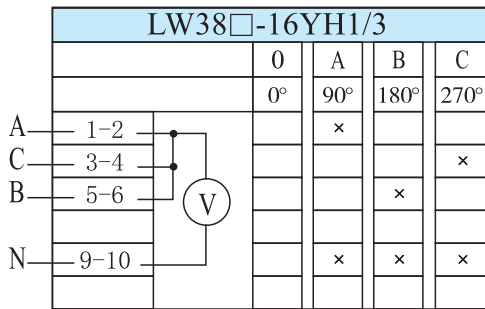 LW38□-16YH1/3
0 A B C
0° 90° 180° 270°
A 1-2 ×
C 3-4 ×
B 5-6 ×
V
N 9-10 × × ×